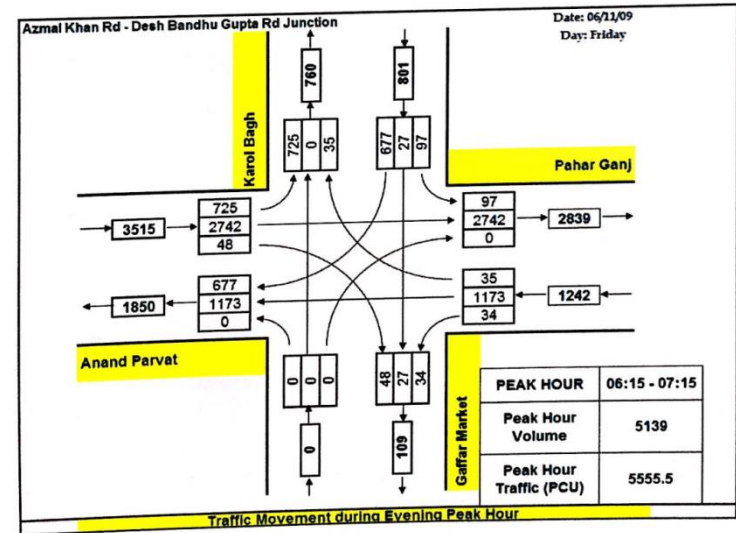 Azmal Khan Rd - Desh Bandhu Gupta Rd Junction
Date: 06/11/09
Day: Friday
760
801
Karol Bagh
725 0 35
677 27 97
Pahar Ganj
3515
725
2742
48
97
2742
0
2839
1850
677
1173
0
35
1173
34
1242
Anand Parvat
0 0 0
48 27 34
0
109
Gaffar Market
PEAK HOUR 06:15 - 07:15
Peak Hour
Volume
5139
Peak Hour
Traffic (PCU)
5555.5
Traffic Movement during Evening Peak Hour